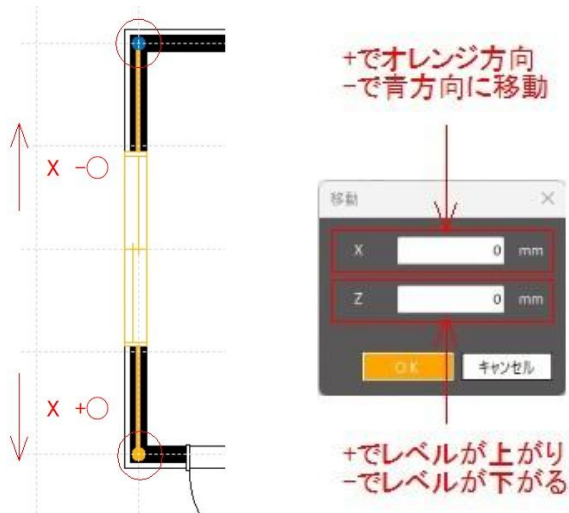 +でオレンジ方向
−で青方向に移動
X −○
移動
X 0 mm
Z 0 mm
OK キャンセル
X +○
+でレベルが上がり
−でレベルが下がる